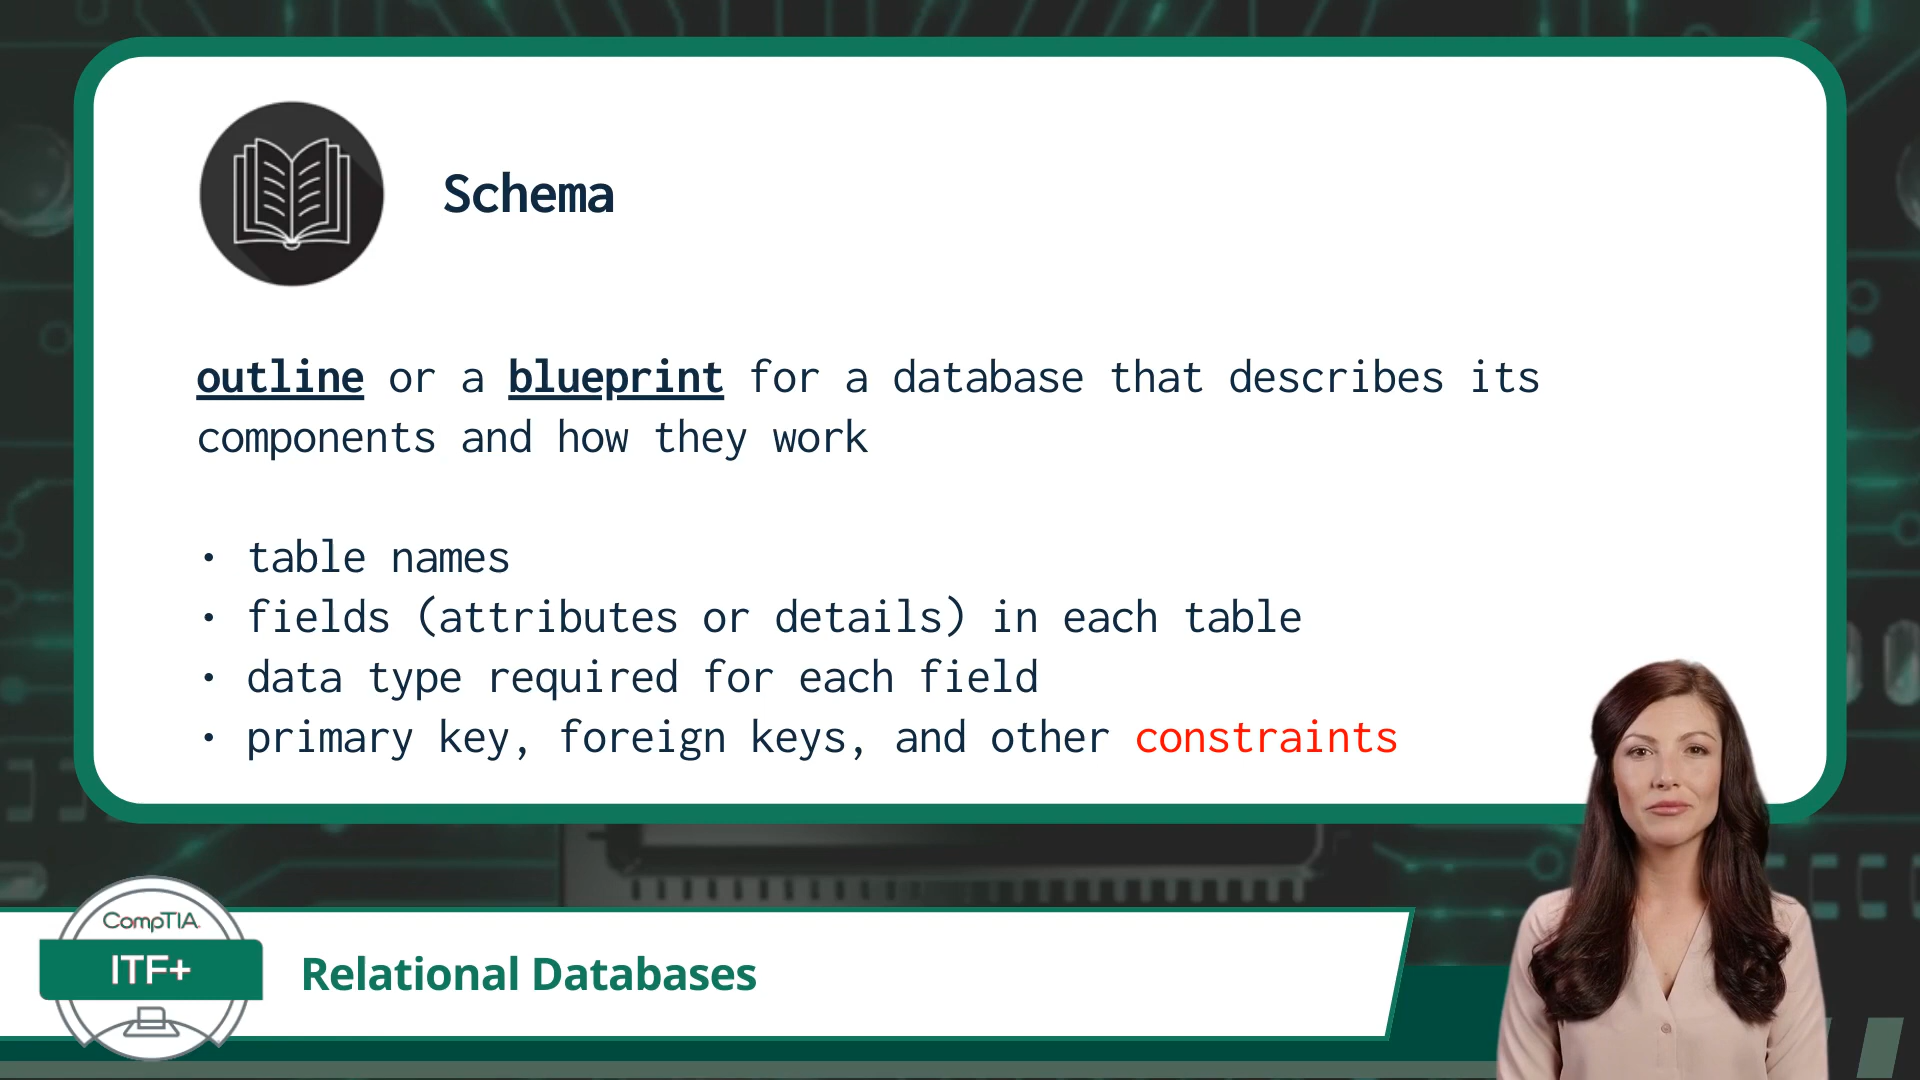 Schema
outline or a blueprint for a database that describes its
components and how they work
• table names
• fields (attributes or details) in each table
• data type required for each field
• primary key, foreign keys, and other constraints
CompTIA
ITF+
Relational Databases